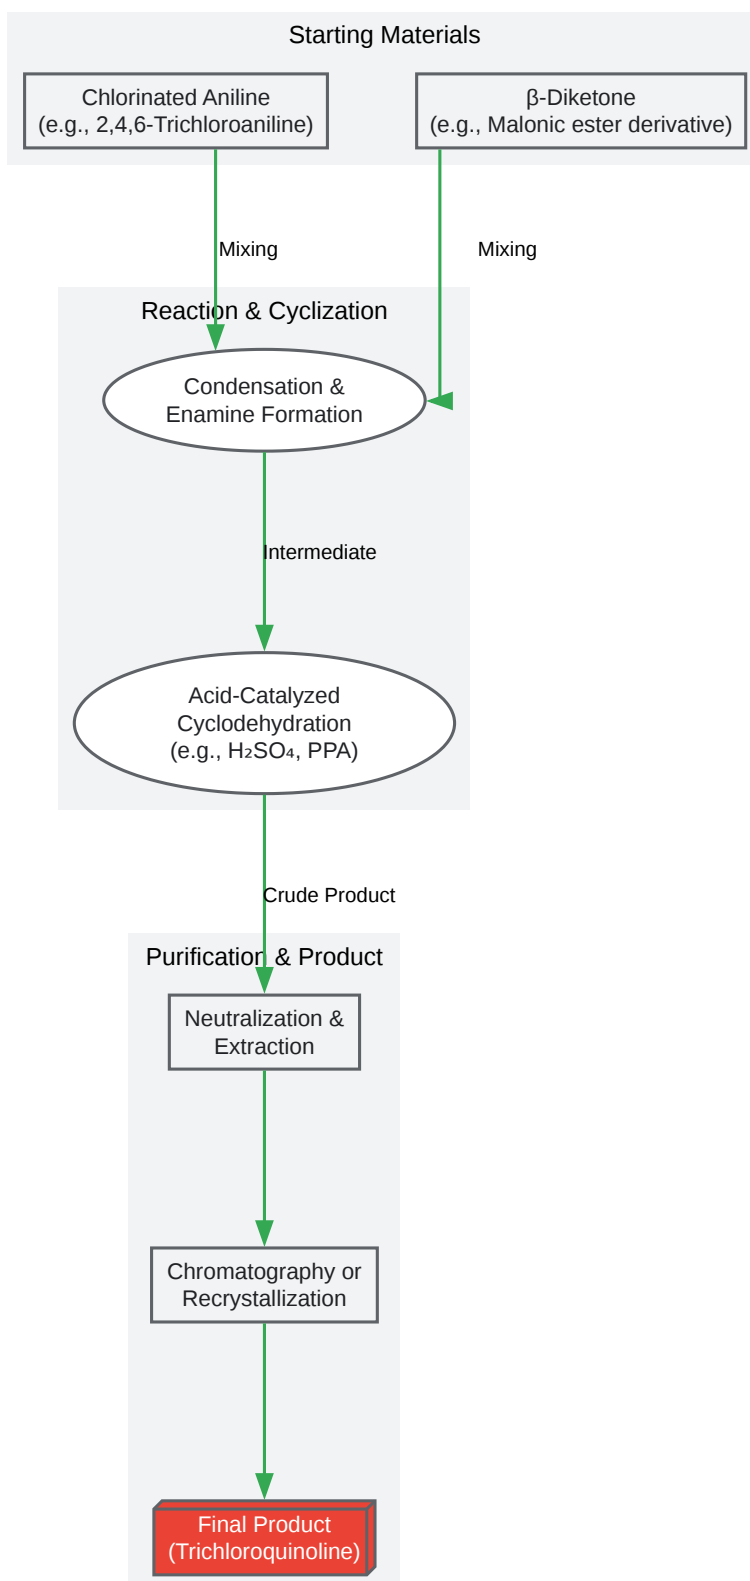 Starting Materials
Chlorinated Aniline
(e.g., 2,4,6-Trichloroaniline)
β-Diketone
(e.g., Malonic ester derivative)
Mixing
Mixing
Reaction & Cyclization
Condensation &
Enamine Formation
Intermediate
Acid-Catalyzed
Cyclodehydration
(e.g., H₂SO₄, PPA)
Crude Product
Purification & Product
Neutralization &
Extraction
Chromatography or
Recrystallization
Final Product
(Trichloroquinoline)